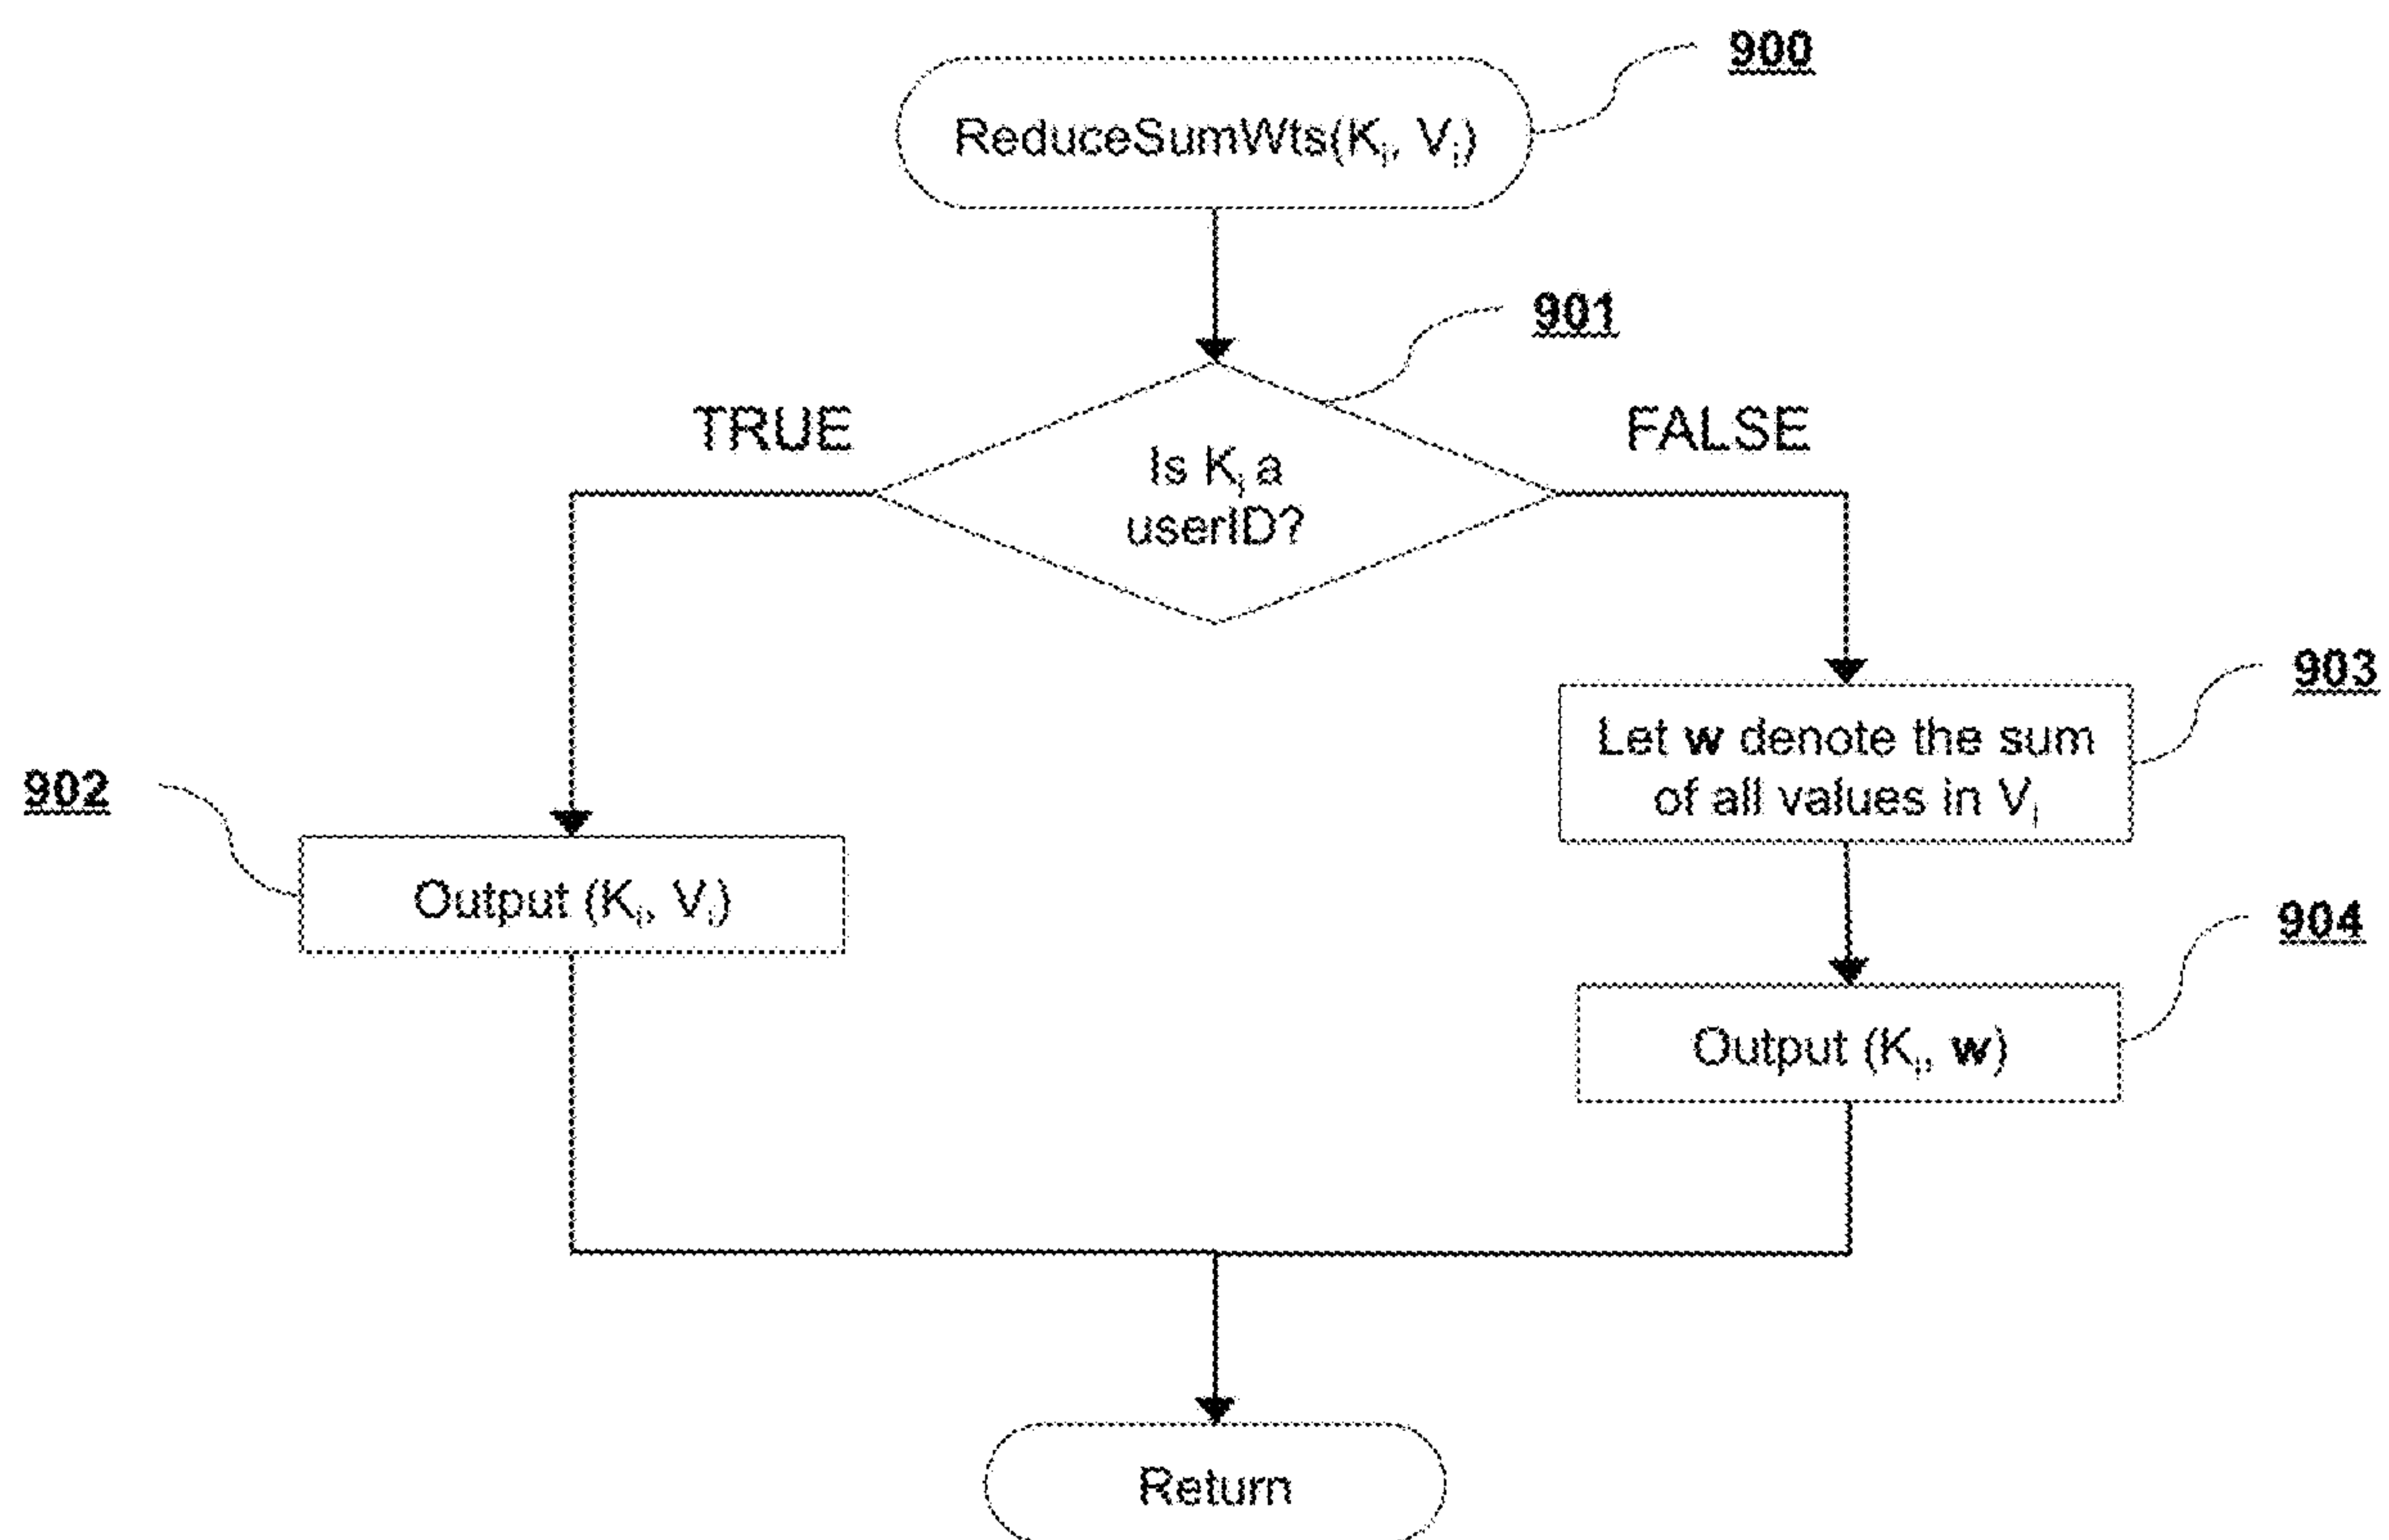 900
ReduceSumWts(Kᵢ, Vᵢ)
901
TRUE
FALSE
Is Kᵢ a
userID?
903
Let w denote the sum
of all values in Vᵢ
902
Output (Kᵢ, Vᵢ)
904
Output (Kᵢ, w)
Return